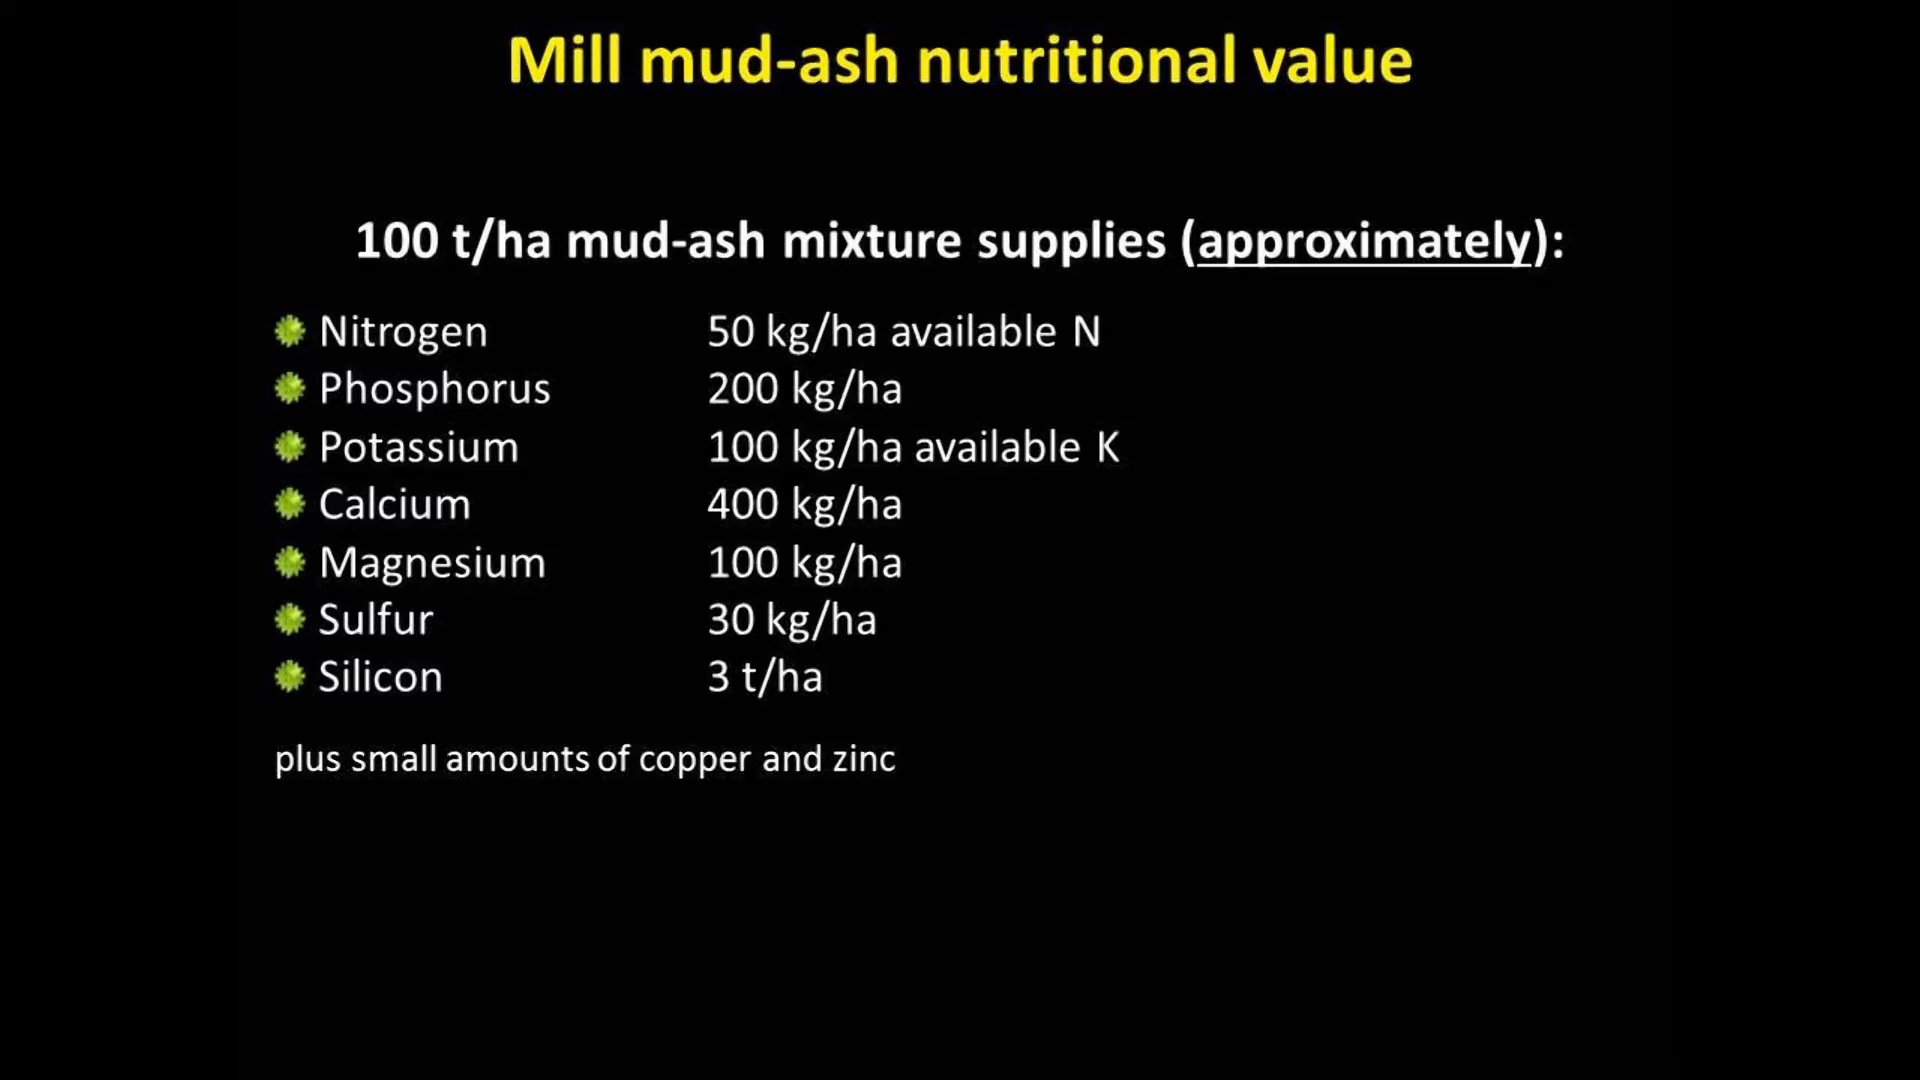 Mill mud-ash nutritional value
100 t/ha mud-ash mixture supplies (approximately):
Nitrogen 50 kg/ha available N
Phosphorus 200 kg/ha
Potassium 100 kg/ha available K
Calcium 400 kg/ha
Magnesium 100 kg/ha
Sulfur 30 kg/ha
Silicon 3 t/ha
plus small amounts of copper and zinc